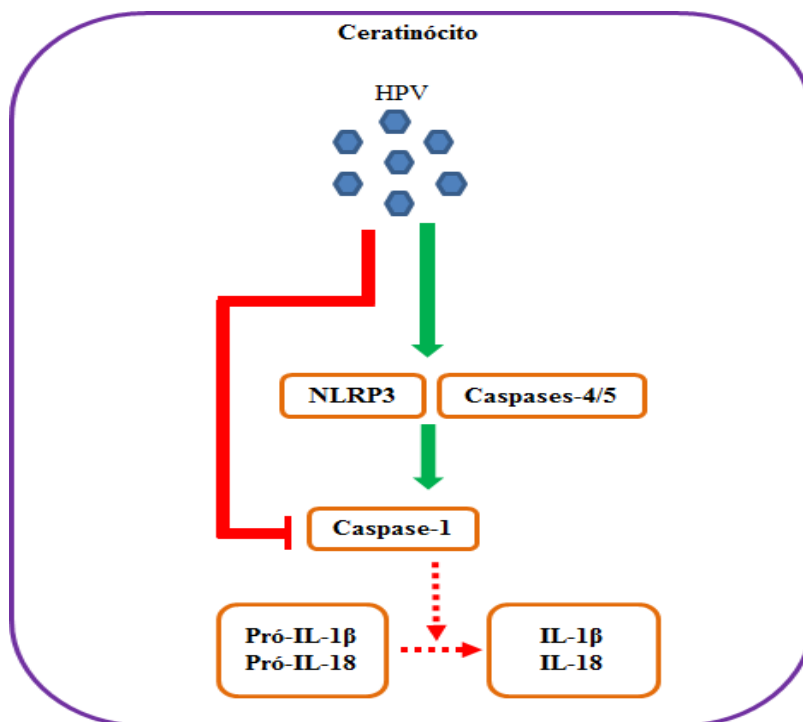 Ceratinócito
HPV
NLRP3
Caspases-4/5
Caspase-1
Pró-IL-1β
Pró-IL-18
IL-1β
IL-18